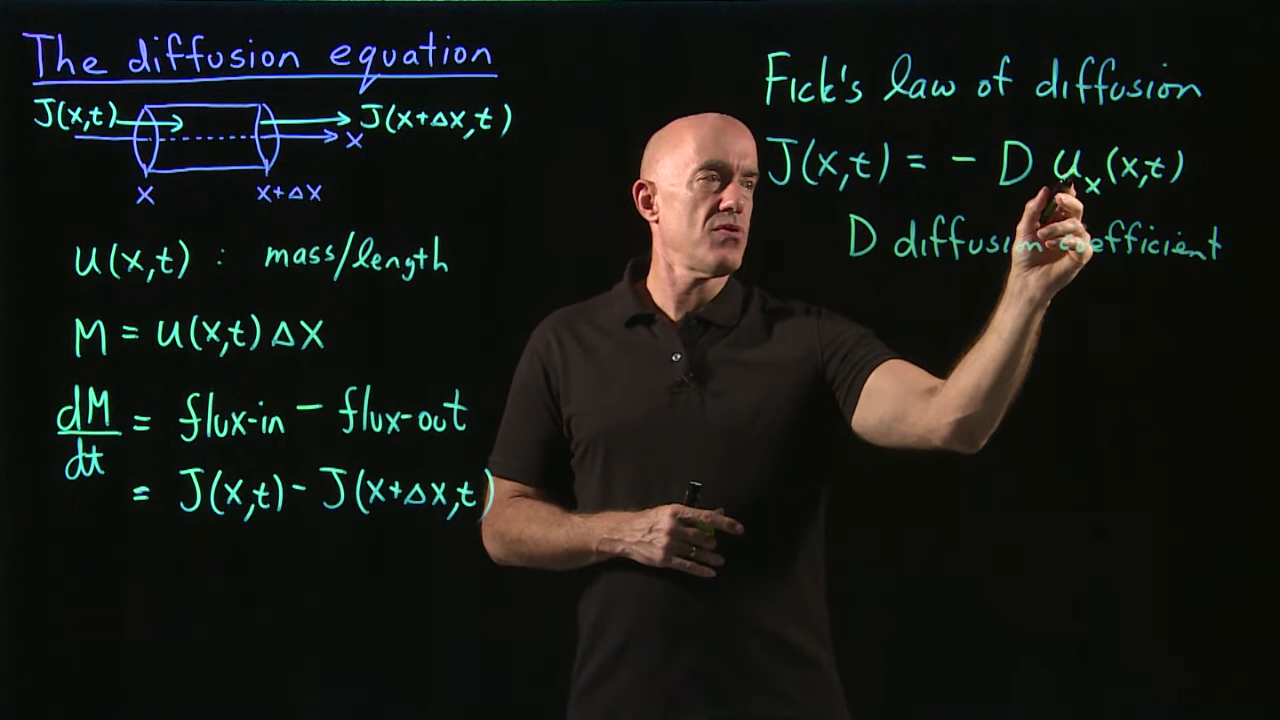 The diffusion equation
J(x,t) J(x+Δx,t)
x
x x+Δx
u(x,t) : mass/length
M = u(x,t) Δx
dM/dt = flux-in - flux-out
= J(x,t) - J(x+Δx,t)
Fick's law of diffusion
J(x,t) = - D u_x (x,t)
D diffusion coefficient